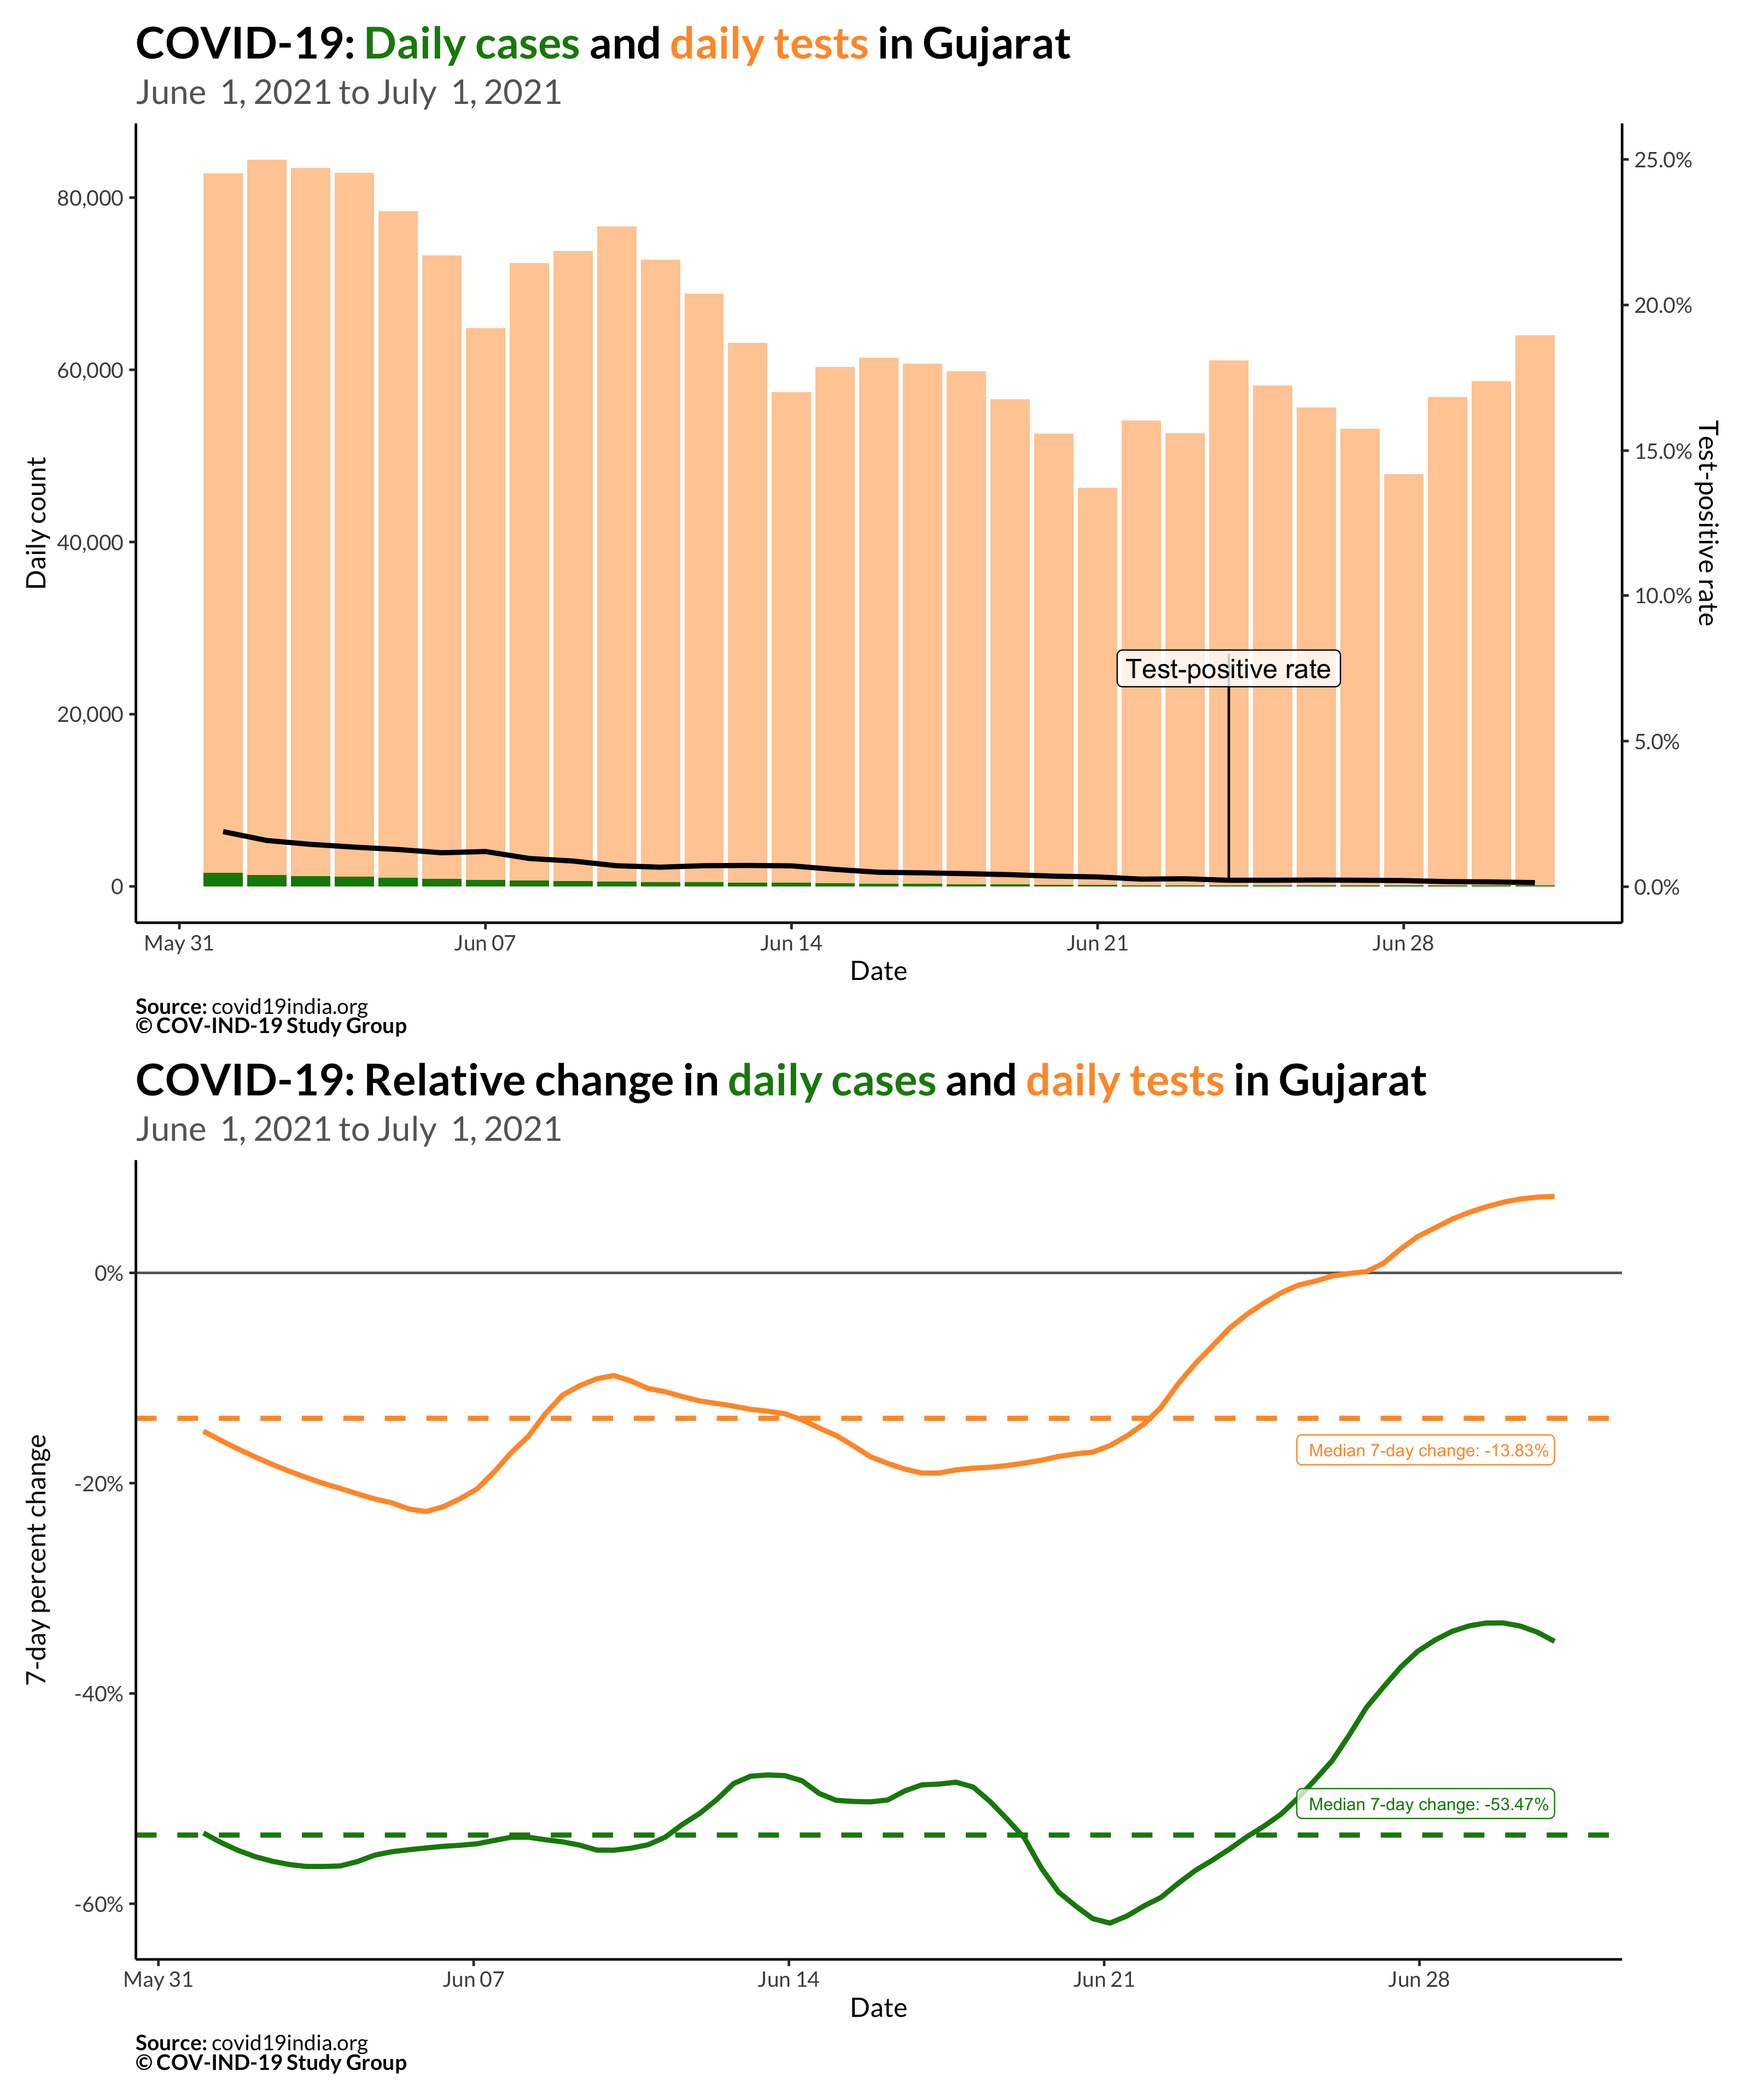 COVID-19: Daily cases and daily tests in Gujarat
June 1, 2021 to July 1, 2021
Daily count
80,000
60,000
40,000
20,000
0
25.0%
20.0%
15.0%
10.0%
5.0%
0.0%
Test-positive rate
Test-positive rate
May 31
Jun 07
Jun 14
Jun 21
Jun 28
Date
Source: covid19india.org
© COV-IND-19 Study Group
COVID-19: Relative change in daily cases and daily tests in Gujarat
June 1, 2021 to July 1, 2021
7-day percent change
0%
-20%
-40%
-60%
Median 7-day change: -13.83%
Median 7-day change: -53.47%
May 31
Jun 07
Jun 14
Jun 21
Jun 28
Date
Source: covid19india.org
© COV-IND-19 Study Group